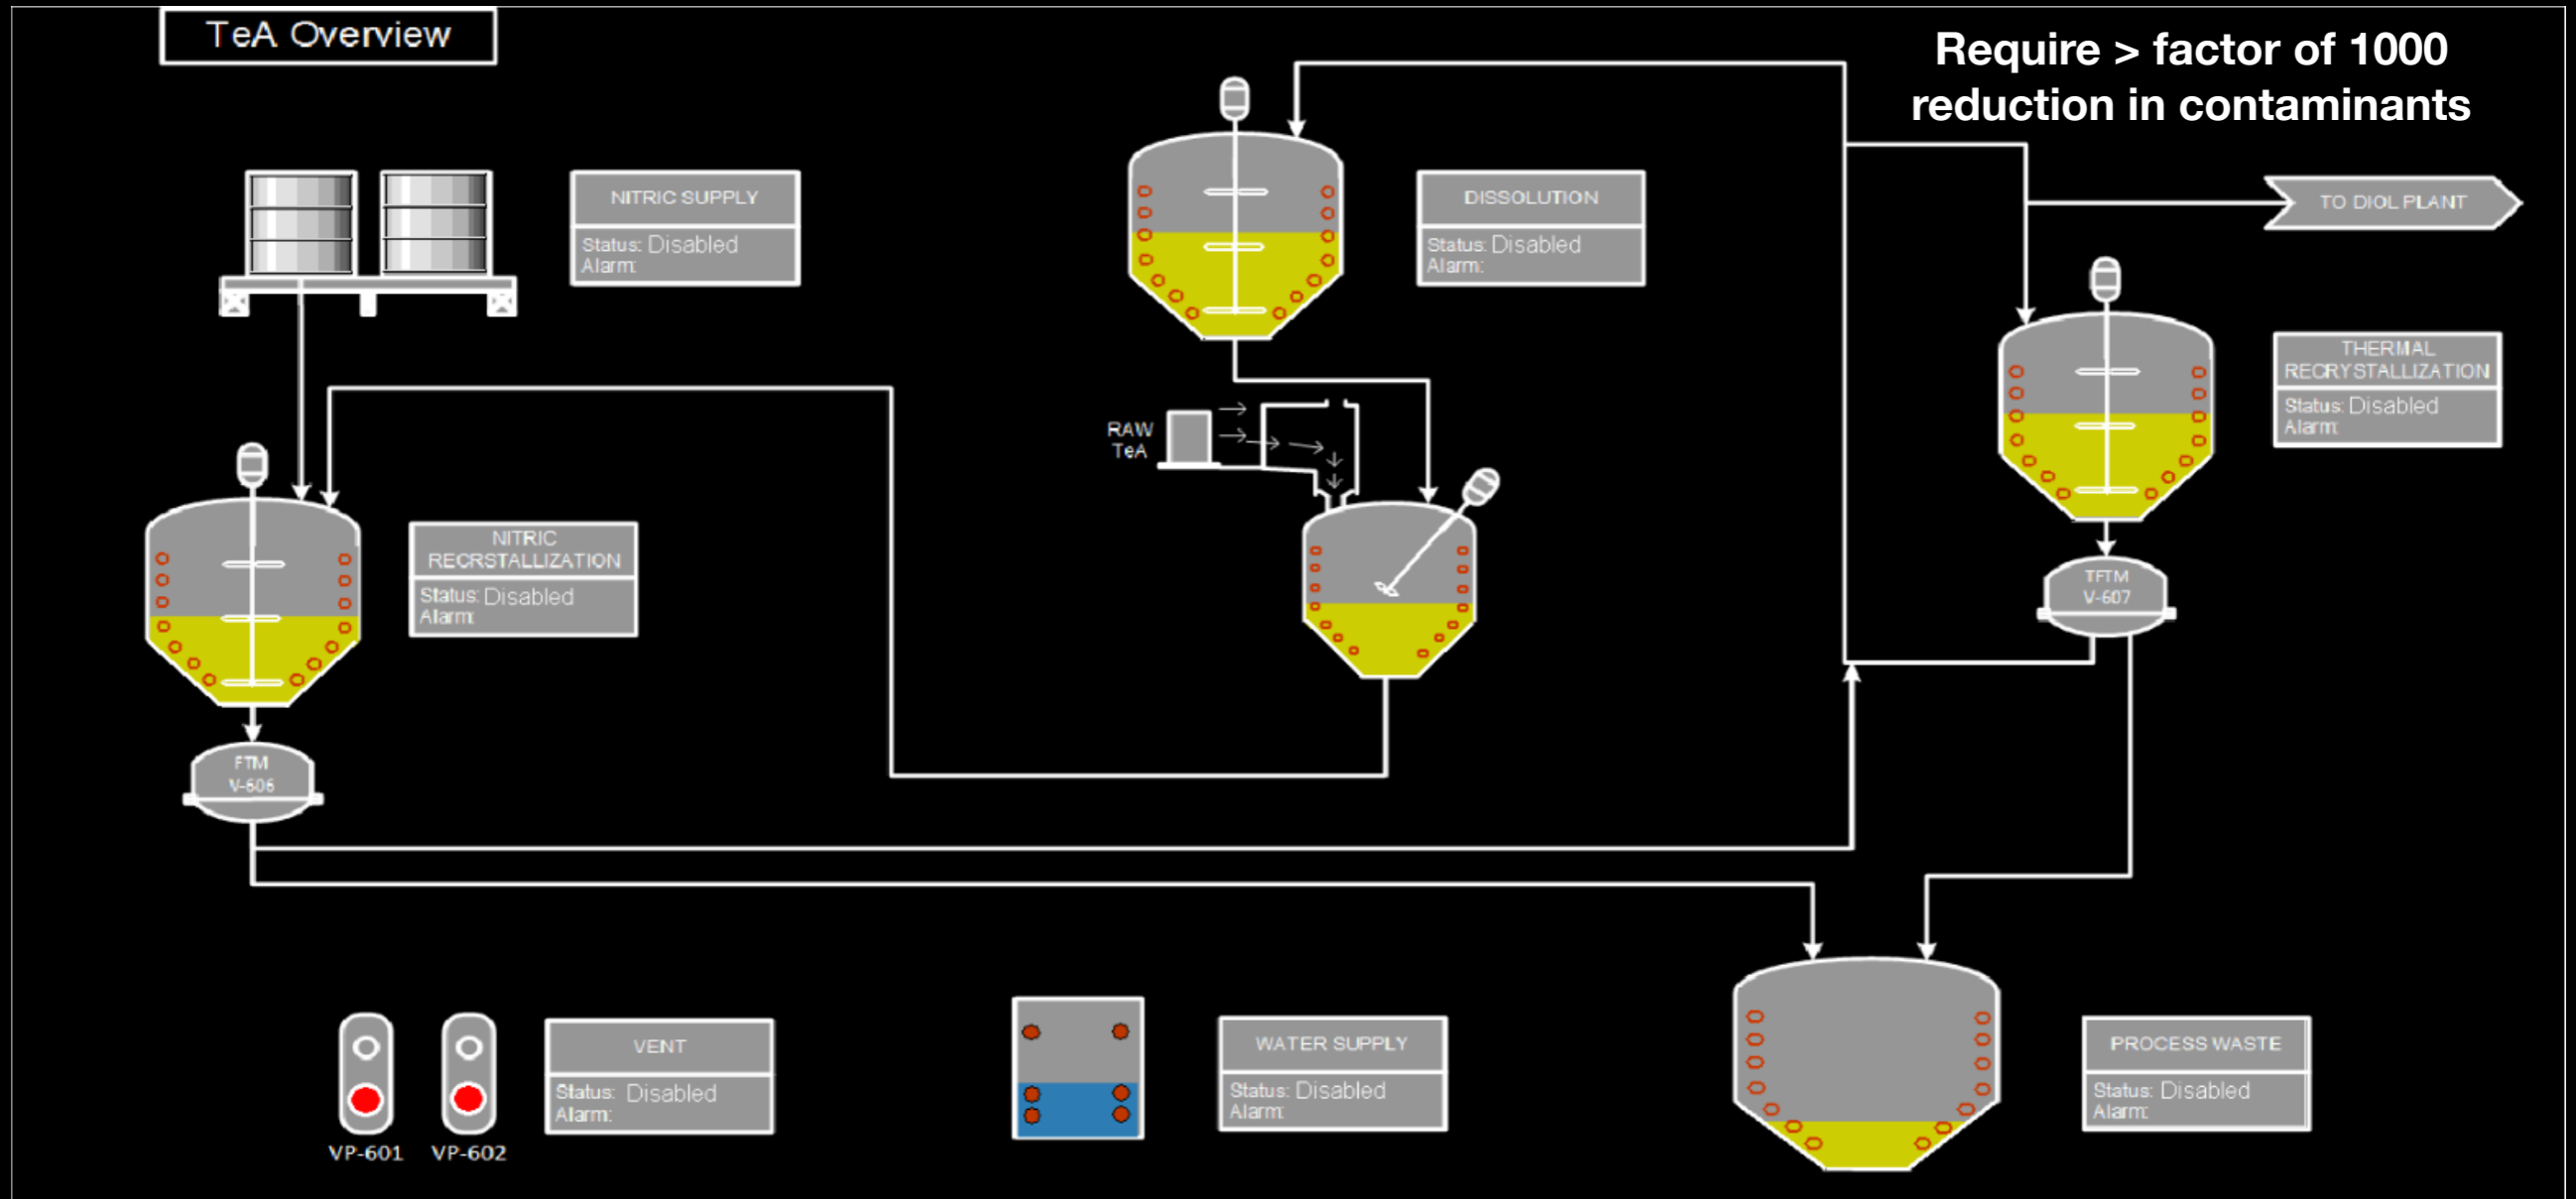 TeA Overview
Require > factor of 1000
reduction in contaminants
NITRIC SUPPLY
Status: Disabled
Alarm:
DISSOLUTION
Status: Disabled
Alarm:
TO DIOL PLANT
THERMAL
RECRYSTALLIZATION
Status: Disabled
Alarm:
RAW
TeA
NITRIC
RECRSTALLIZATION
Status: Disabled
Alarm:
TFTM
V-607
FTM
V-606
VENT
Status: Disabled
Alarm:
VP-601
VP-602
WATER SUPPLY
Status: Disabled
Alarm:
PROCESS WASTE
Status: Disabled
Alarm: